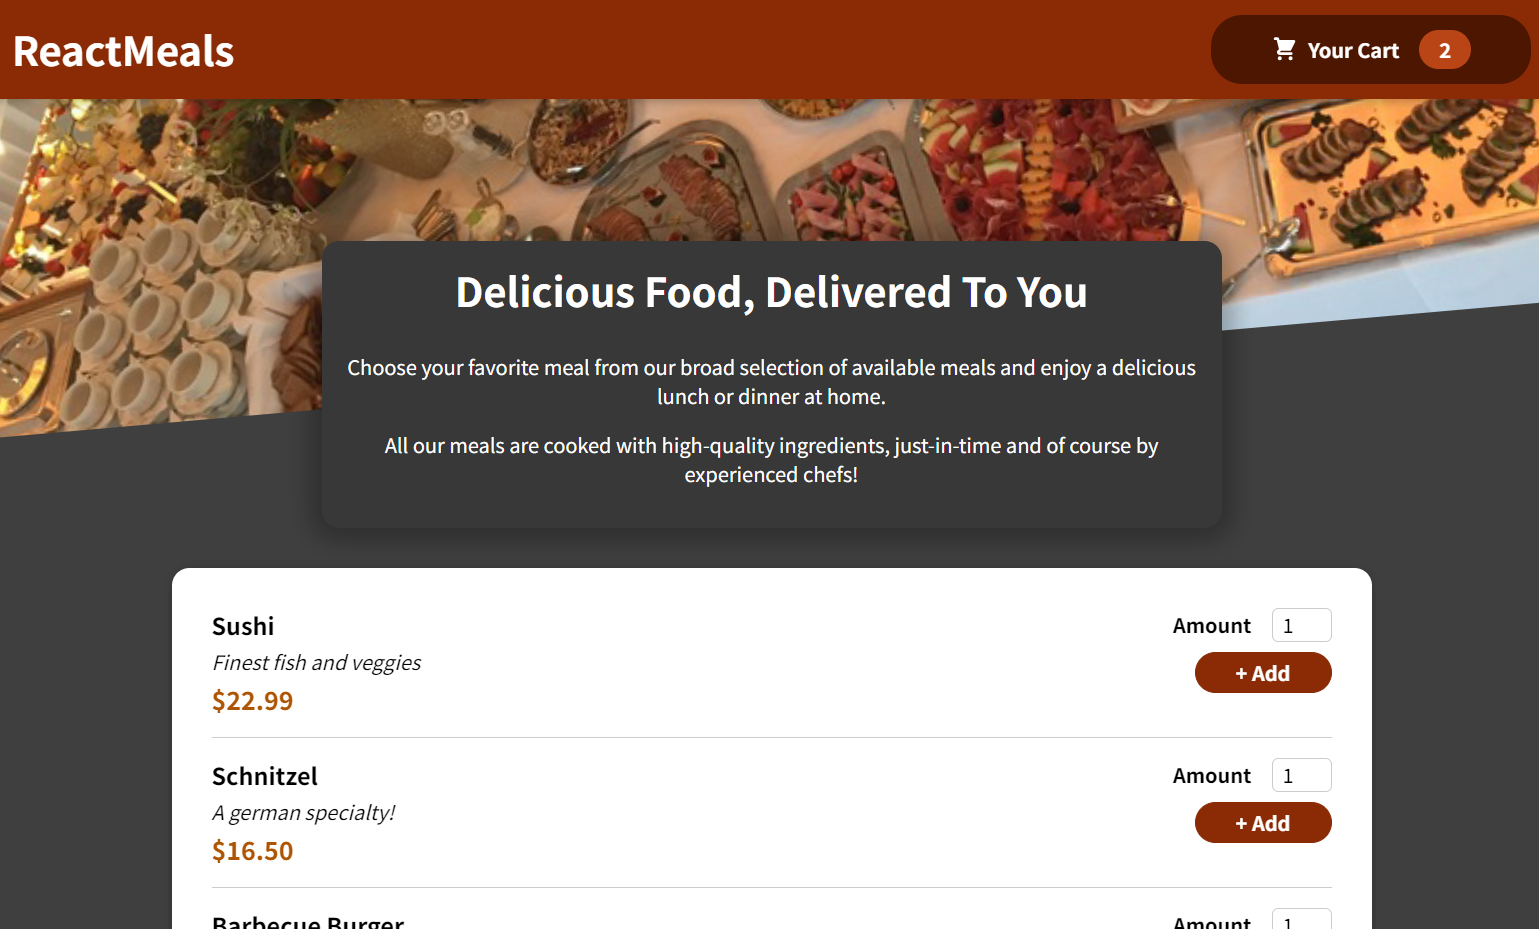 ReactMeals
Your Cart 2
Delicious Food, Delivered To You
Choose your favorite meal from our broad selection of available meals and enjoy a delicious
lunch or dinner at home.
All our meals are cooked with high-quality ingredients, just-in-time and of course by
experienced chefs!
Sushi
Amount 1
Finest fish and veggies
+ Add
$22.99
Schnitzel
Amount 1
A german specialty!
+ Add
$16.50
Barbecue Burger
Amount 1